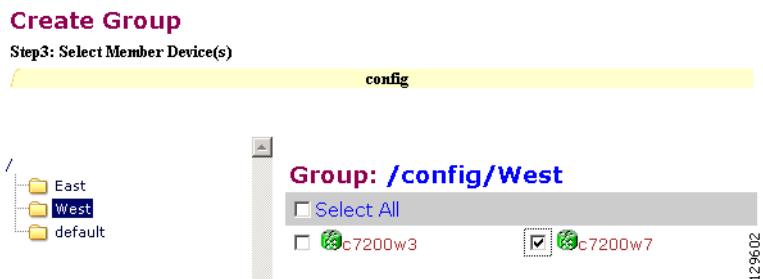 Create Group
Step3: Select Member Device(s)
config
/
East
West
default
Group: /config/West
Select All
c7200w3 c7200w7
129602